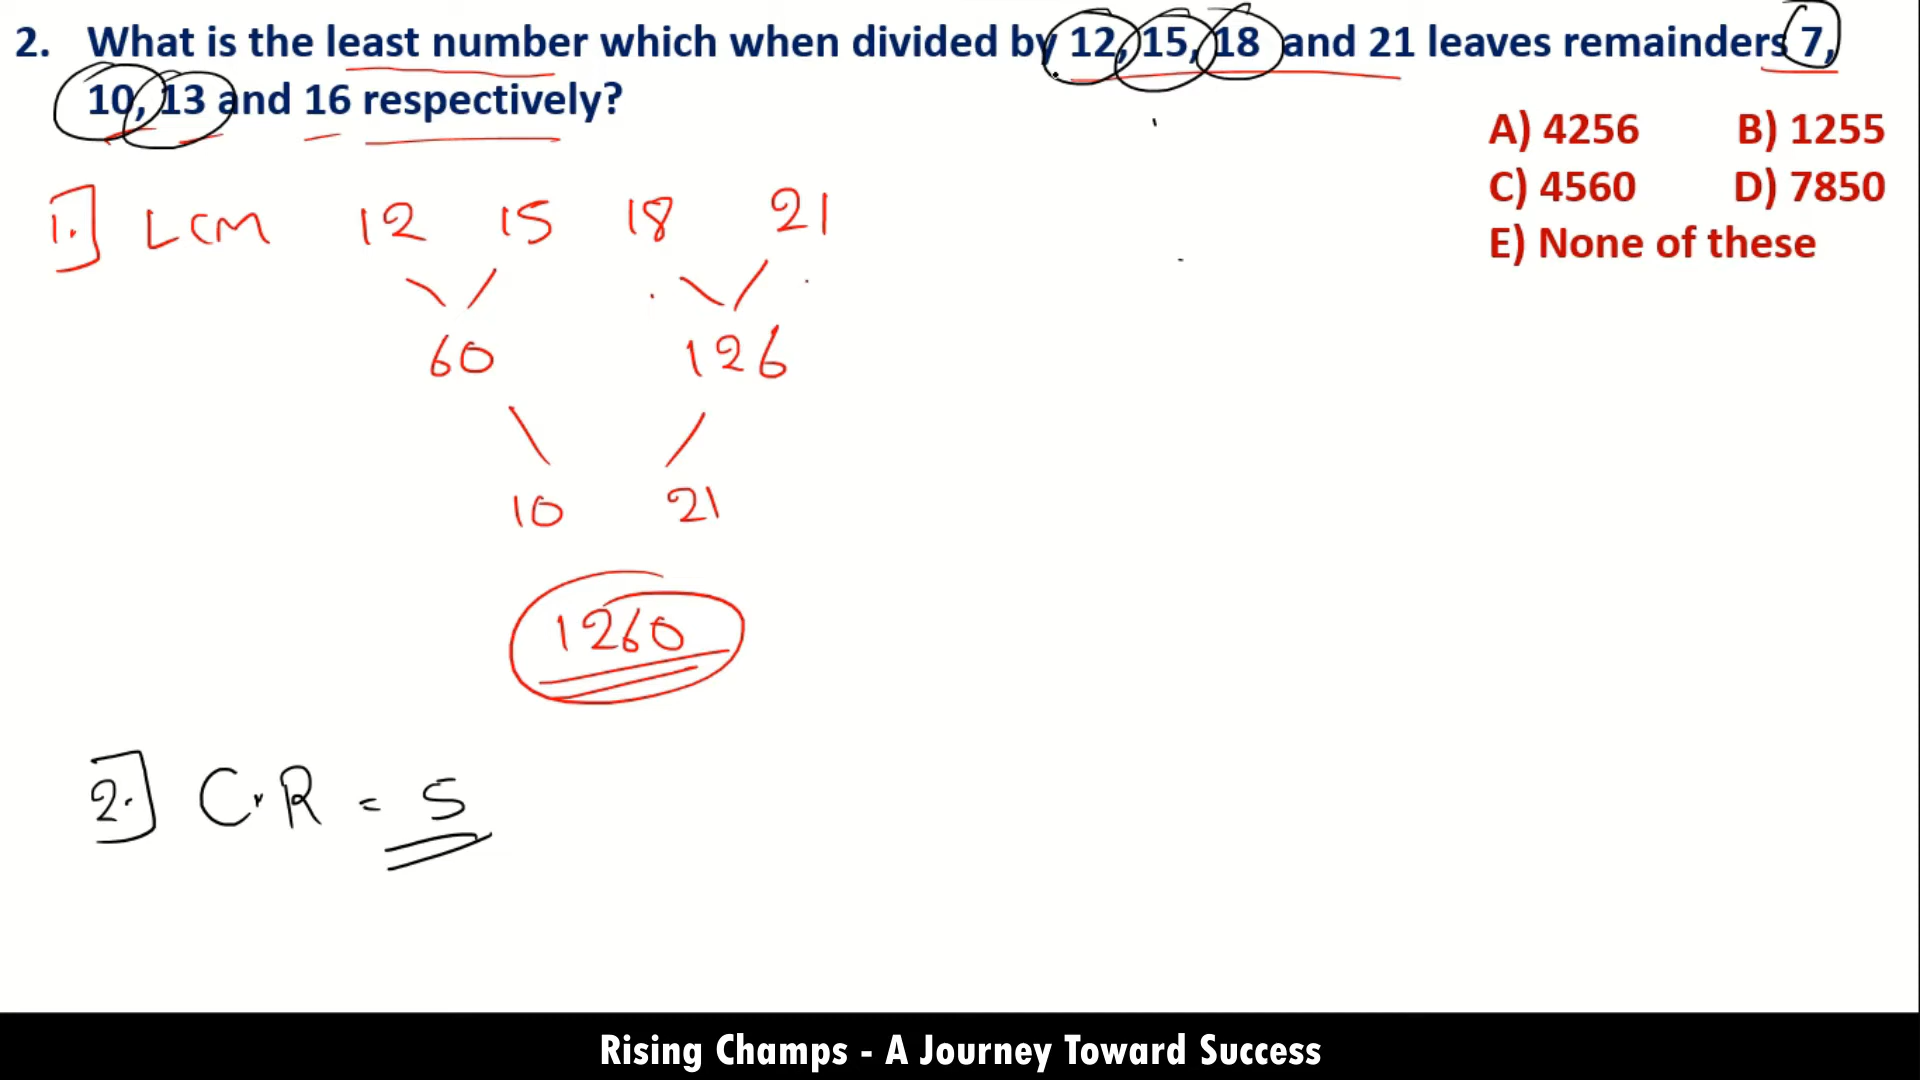 2. What is the least number which when divided by 12, 15, 18 and 21 leaves remainders 7,
10, 13 and 16 respectively?
A) 4256 B) 1255
C) 4560 D) 7850
E) None of these
1.] LCM 12 15 18 21
60 126
10 21
1260
2.] C.R = 5
Rising Champs - A Journey Toward Success